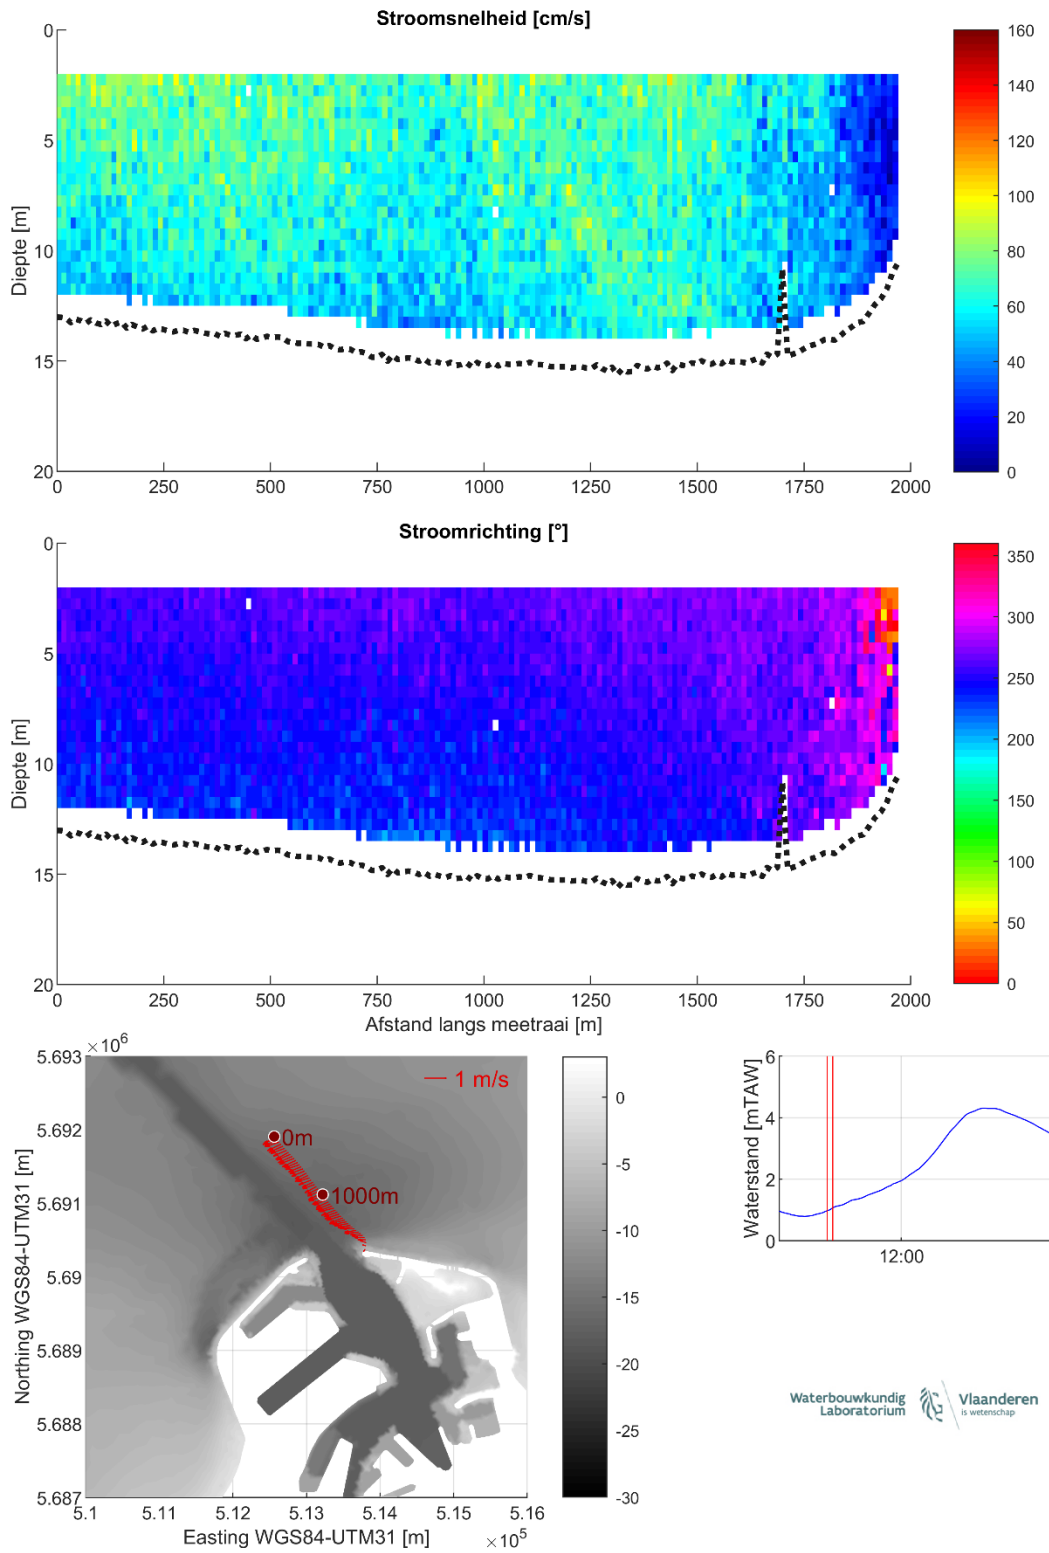 Stroomsnelheid [cm/s]
0
5
10
15
20
Diepte [m]
0 250 500 750 1000 1250 1500 1750 2000
160
140
120
100
80
60
40
20
0
Stroomrichting [°]
0
5
10
15
20
Diepte [m]
0 250 500 750 1000 1250 1500 1750 2000
Afstand langs meetraai [m]
350
300
250
200
150
100
50
0
×10⁶
5.693
5.692
5.691
5.69
5.689
5.688
5.687
Northing WGS84-UTM31 [m]
1 m/s
0m
1000m
5.1 5.12 5.13 5.14 5.15 5.16
Easting WGS84-UTM31 [m]
×10⁵
0
-5
-10
-15
-20
-25
-30
6
4
2
0
Waterstand [mTAW]
12:00
Waterbouwkundig
Laboratorium
Vlaanderen
is wetenschap